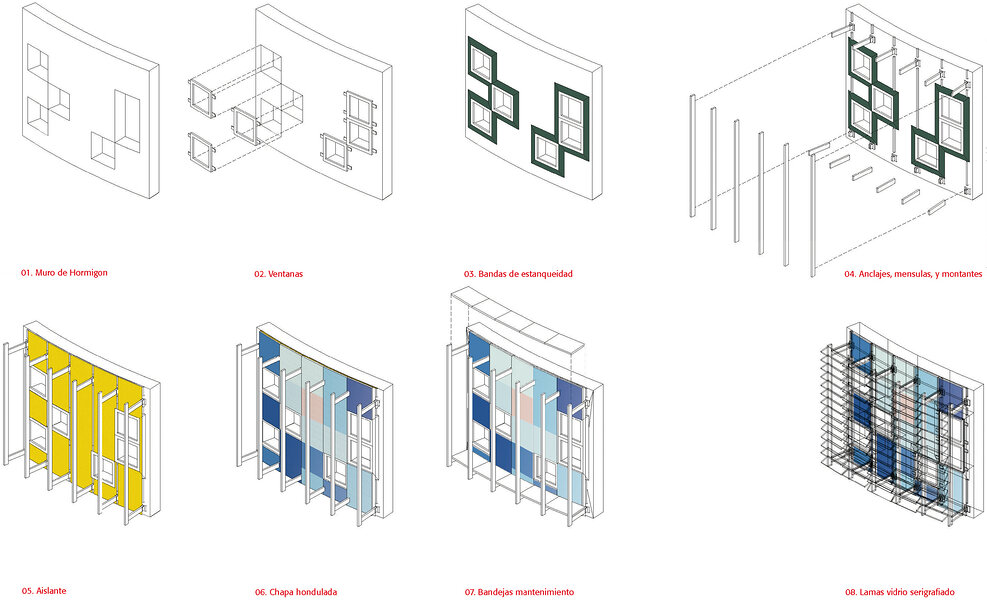 01. Muro de Hormigon
02. Ventanas
03. Bandas de estanqueidad
04. Anclajes, mensulas, y montantes
05. Aislante
06. Chapa hondulada
07. Bandejas mantenimiento
08. Lamas vidrio serigrafiado